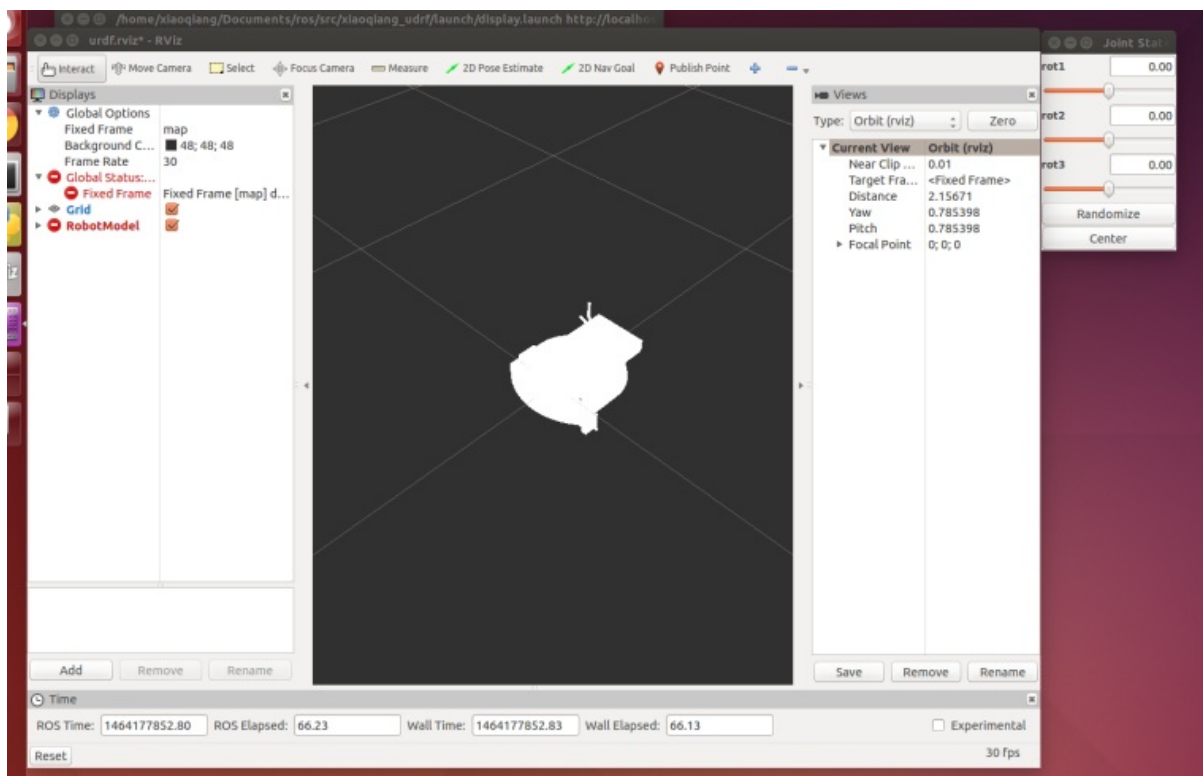 /home/xiaoqiang/Documents/ros/src/xiaoqiang_udrf/launch/display.launch http://localho
urdf.rviz* - RViz
Joint Stat
Interact Move Camera Select Focus Camera Measure 2D Pose Estimate 2D Nav Goal Publish Point
Displays
Global Options
Fixed Frame map
Background C... 48; 48; 48
Frame Rate 30
Global Status:...
Fixed Frame Fixed Frame [map] d...
Grid
RobotModel
Add Remove Rename
Views
Type: Orbit (rviz) Zero
Current View Orbit (rviz)
Near Clip ... 0.01
Target Fra... <Fixed Frame>
Distance 2.15671
Yaw 0.785398
Pitch 0.785398
Focal Point 0; 0; 0
Save Remove Rename
rot1 0.00
rot2 0.00
rot3 0.00
Randomize
Center
Time
ROS Time: 1464177852.80 ROS Elapsed: 66.23 Wall Time: 1464177852.83 Wall Elapsed: 66.13 Experimental
Reset 30 fps